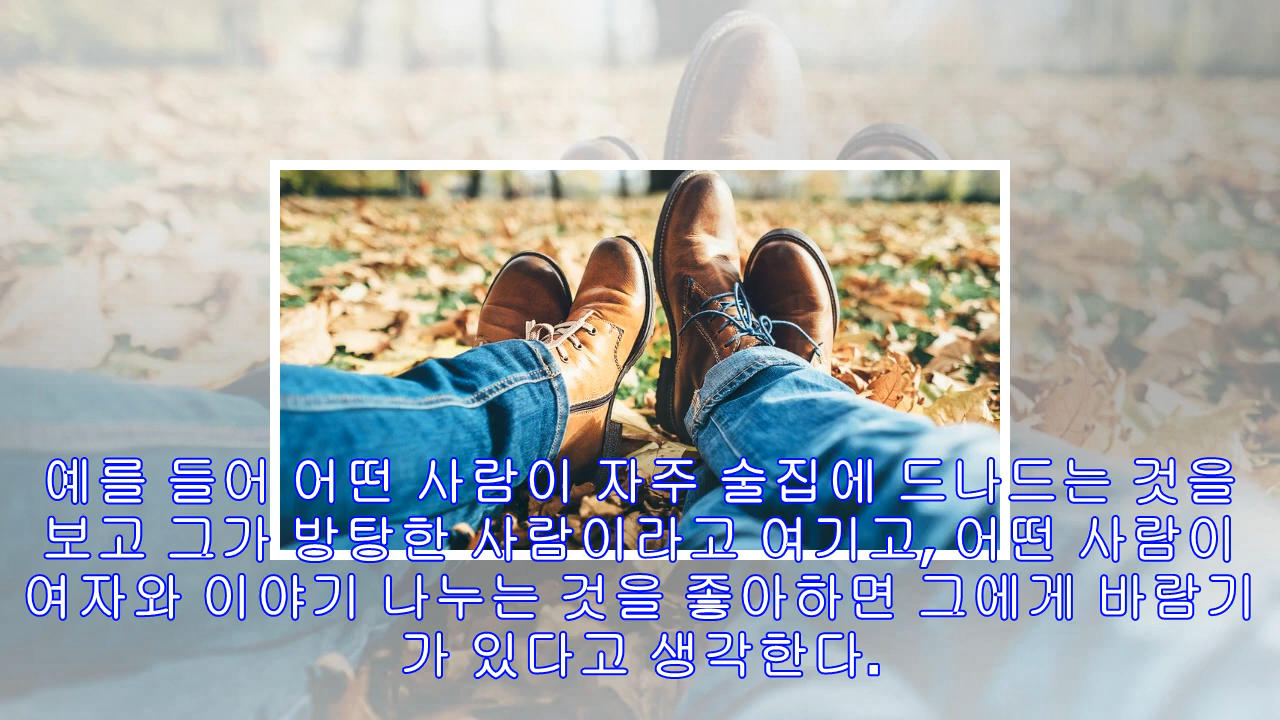 예를 들어 어떤 사람이 자주 술집에 드나드는 것을
보고 그가 방탕한 사람이라고 여기고, 어떤 사람이
여자와 이야기 나누는 것을 좋아하면 그에게 바람기
가 있다고 생각한다.